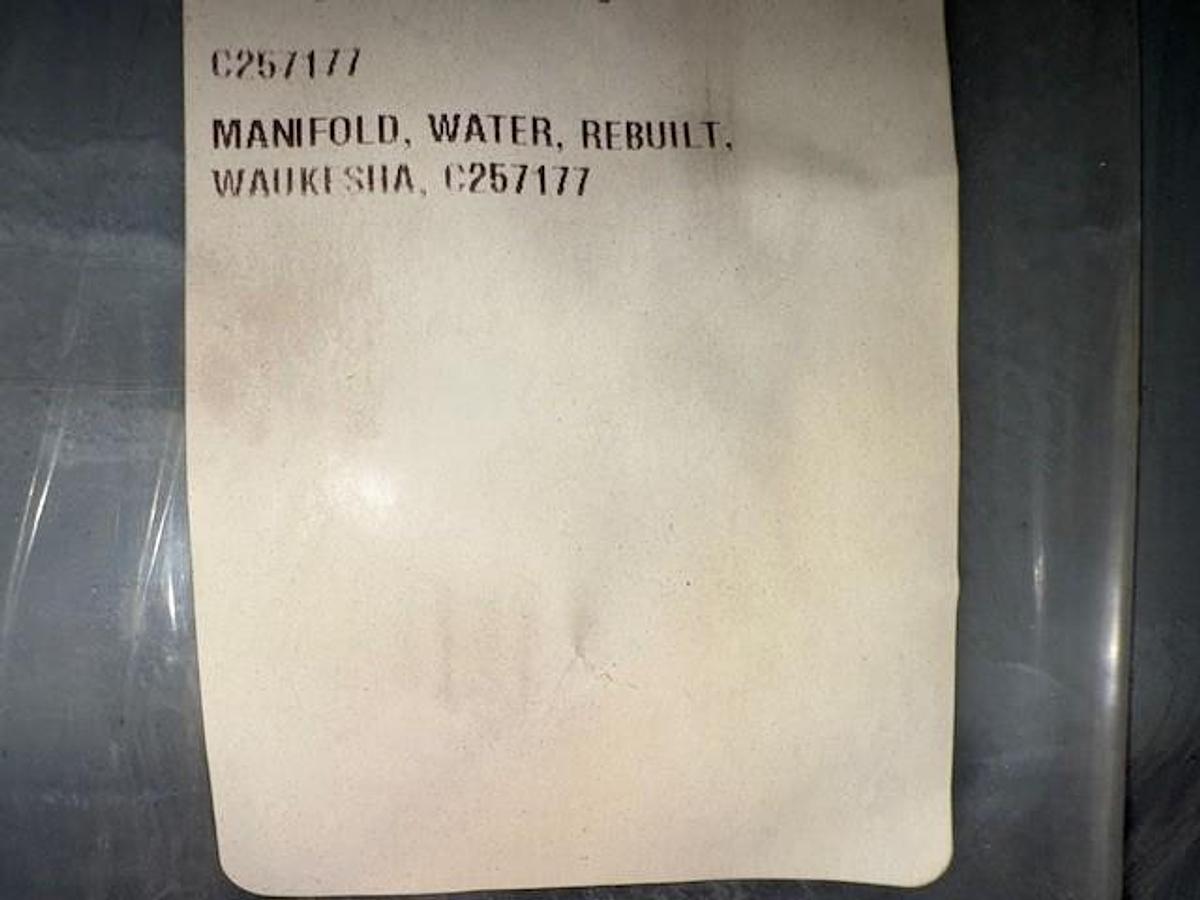 C257177
MANIFOLD, WATER, REBUILT,
WAUKESHA, C257177